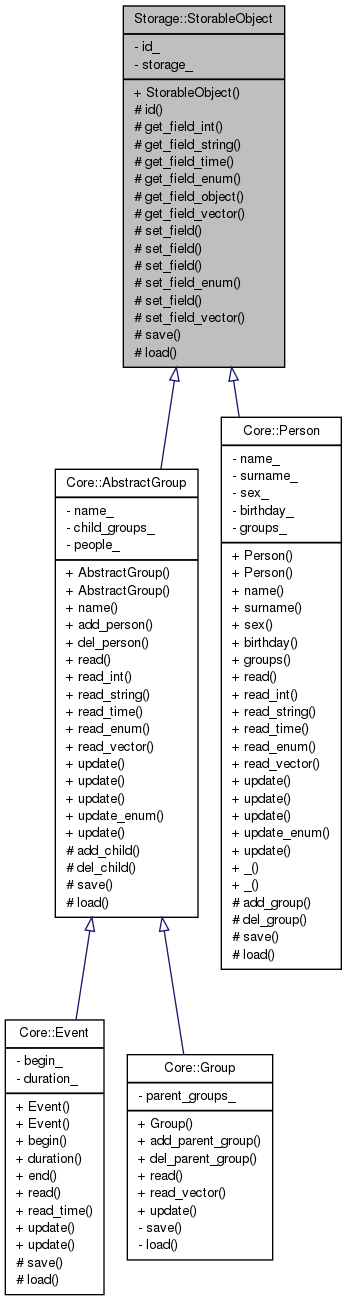 Storage::StorableObject
- id_
- storage_
+ StorableObject()
# id()
# get_field_int()
# get_field_string()
# get_field_time()
# get_field_enum()
# get_field_object()
# get_field_vector()
# set_field()
# set_field()
# set_field()
# set_field_enum()
# set_field()
# set_field_vector()
# save()
# load()
Core::AbstractGroup
- name_
- child_groups_
- people_
+ AbstractGroup()
+ AbstractGroup()
+ name()
+ add_person()
+ del_person()
+ read()
+ read_int()
+ read_string()
+ read_time()
+ read_enum()
+ read_vector()
+ update()
+ update()
+ update()
+ update_enum()
+ update()
# add_child()
# del_child()
# save()
# load()
Core::Person
- name_
- surname_
- sex_
- birthday_
- groups_
+ Person()
+ Person()
+ name()
+ surname()
+ sex()
+ birthday()
+ groups()
+ read()
+ read_int()
+ read_string()
+ read_time()
+ read_enum()
+ read_vector()
+ update()
+ update()
+ update()
+ update_enum()
+ update()
+ _()
+ _()
# add_group()
# del_group()
# save()
# load()
Core::Event
- begin_
- duration_
+ Event()
+ Event()
+ begin()
+ duration()
+ end()
+ read()
+ read_time()
+ update()
+ update()
# save()
# load()
Core::Group
- parent_groups_
+ Group()
+ add_parent_group()
+ del_parent_group()
+ read()
+ read_vector()
+ update()
- save()
- load()